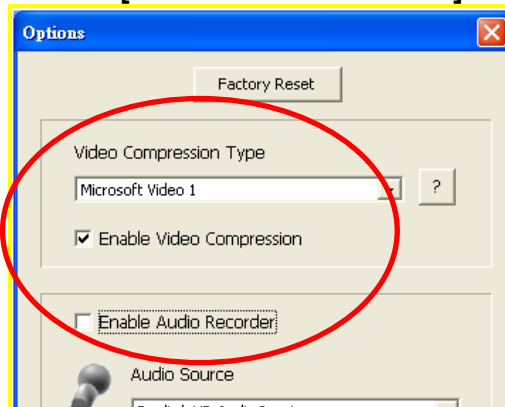 Options
Factory Reset
Video Compression Type
Microsoft Video 1
?
Enable Video Compression
Enable Audio Recorder
Audio Source